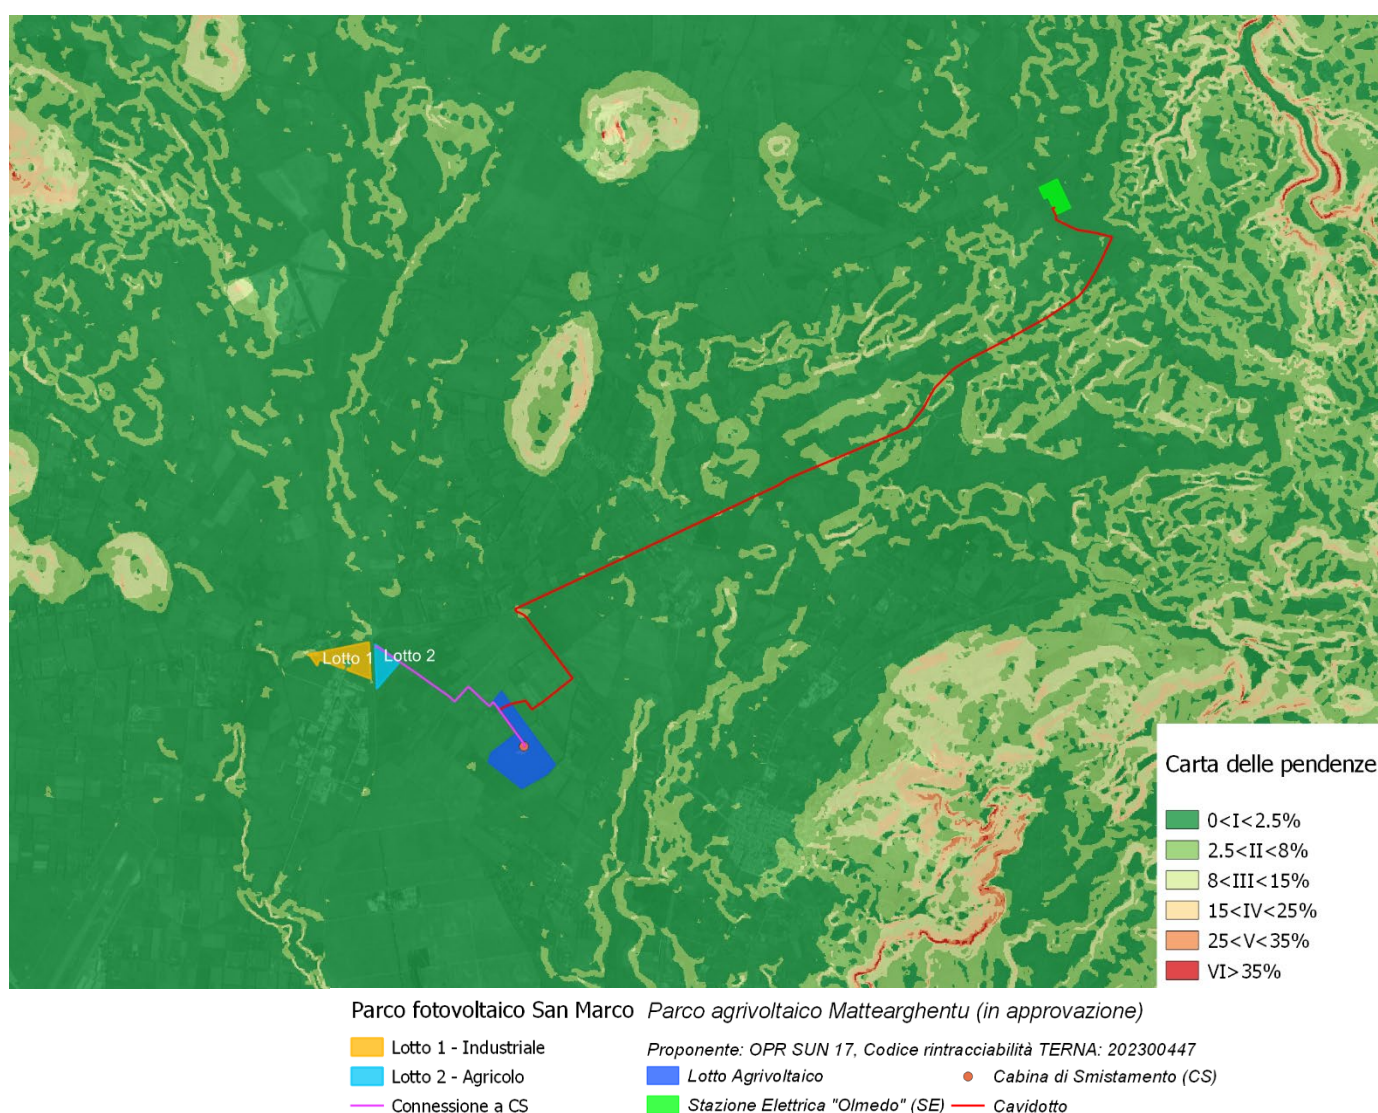 Lotto 1
Lotto 2
Carta delle pendenze
0<I<2.5%
2.5<II<8%
8<III<15%
15<IV<25%
25<V<35%
VI>35%
Parco fotovoltaico San Marco
Lotto 1 - Industriale
Lotto 2 - Agricolo
Connessione a CS
Parco agrivoltaico Mattearghentu (in approvazione)
Proponente: OPR SUN 17, Codice rintracciabilità TERNA: 202300447
Lotto Agrivoltaico
Cabina di Smistamento (CS)
Stazione Elettrica "Olmedo" (SE)
Cavidotto